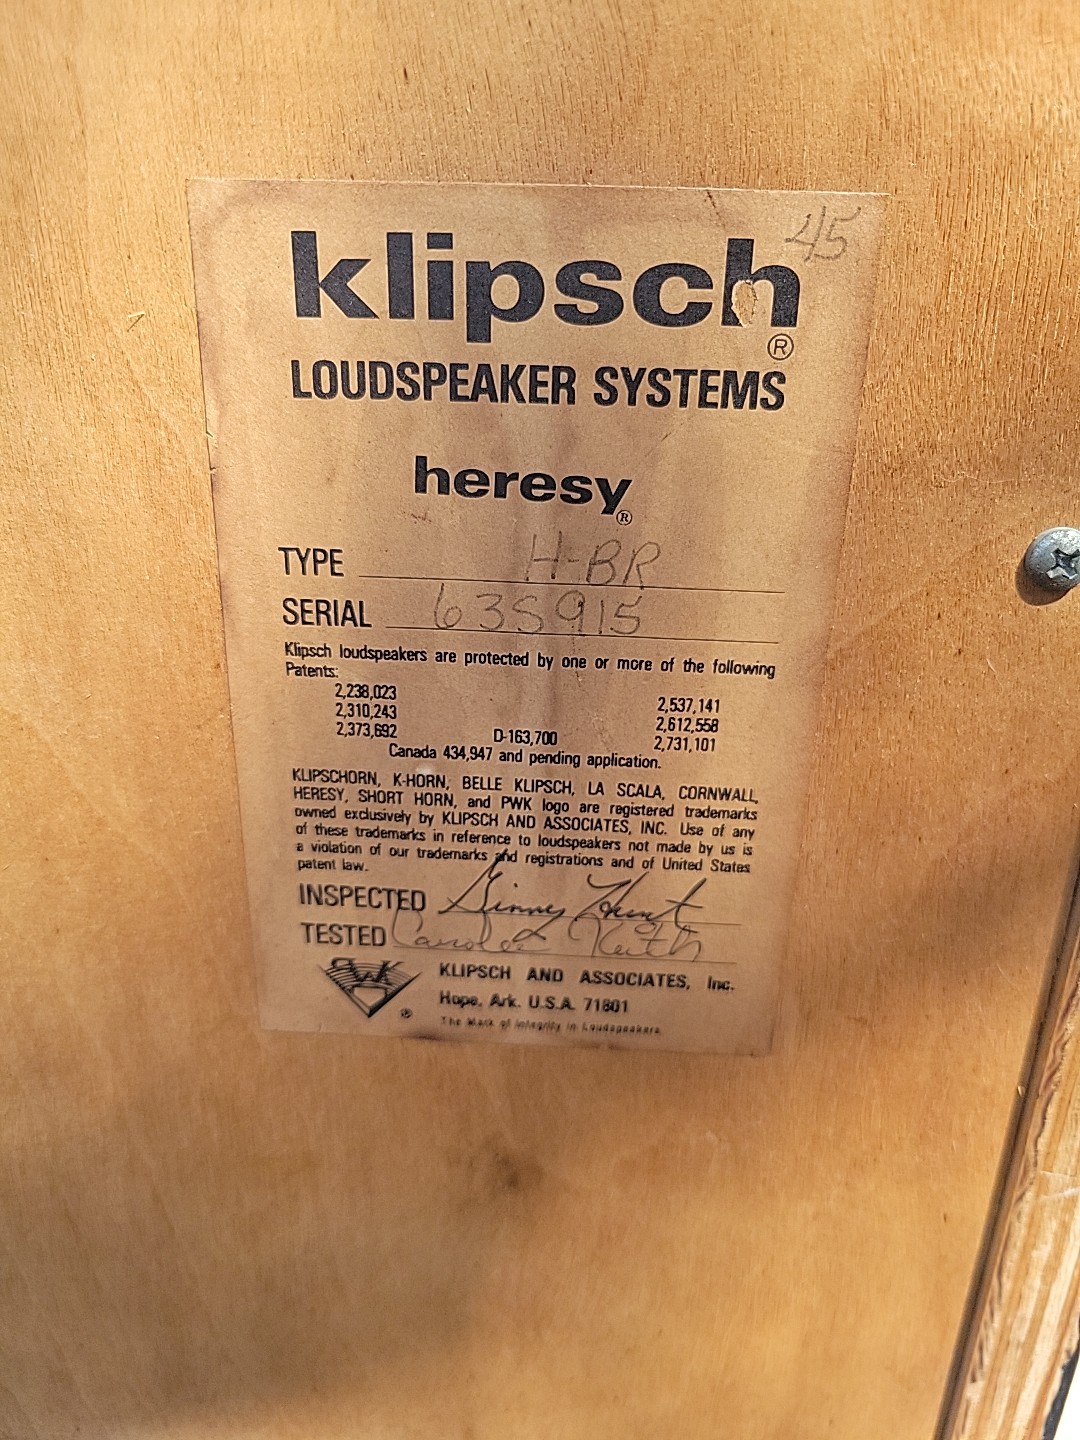 45
klipsch®
LOUDSPEAKER SYSTEMS
heresy®
TYPE H-BR
SERIAL 63S915
Klipsch loudspeakers are protected by one or more of the following
Patents:
2,238,023 2,537,141
2,310,243 2,612,558
2,373,692 D-163,700 2,731,101
Canada 434,947 and pending application.
KLIPSCHORN, K-HORN, BELLE KLIPSCH, LA SCALA, CORNWALL,
HERESY, SHORT HORN, and PWK logo are registered trademarks
owned exclusively by KLIPSCH AND ASSOCIATES, INC. Use of any
of these trademarks in reference to loudspeakers not made by us is
a violation of our trademarks and registrations and of United States
patent law.
INSPECTED Ginny Hunt
TESTED Keith
PWK ®
KLIPSCH AND ASSOCIATES, Inc.
Hope, Ark. U.S.A. 71801
The Mark of Integrity in Loudspeakers